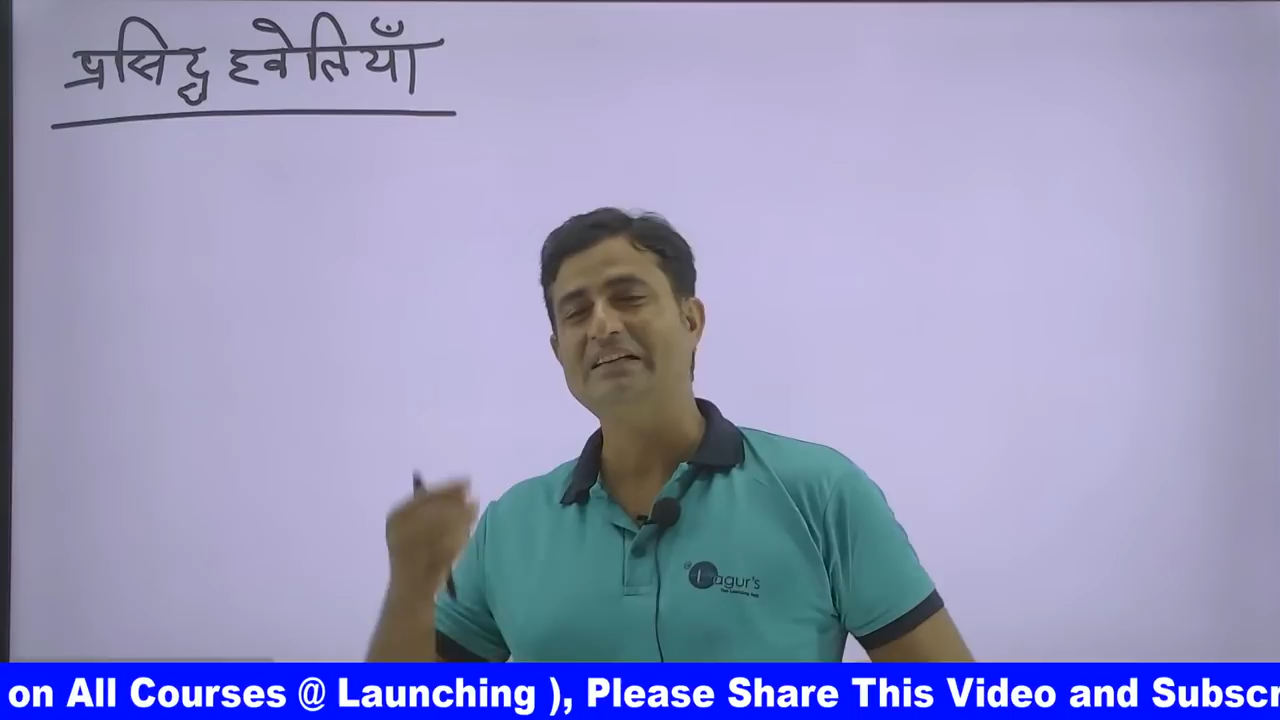 प्रसिद्ध हवेलियाँ
on All Courses @ Launching ), Please Share This Video and Subscr